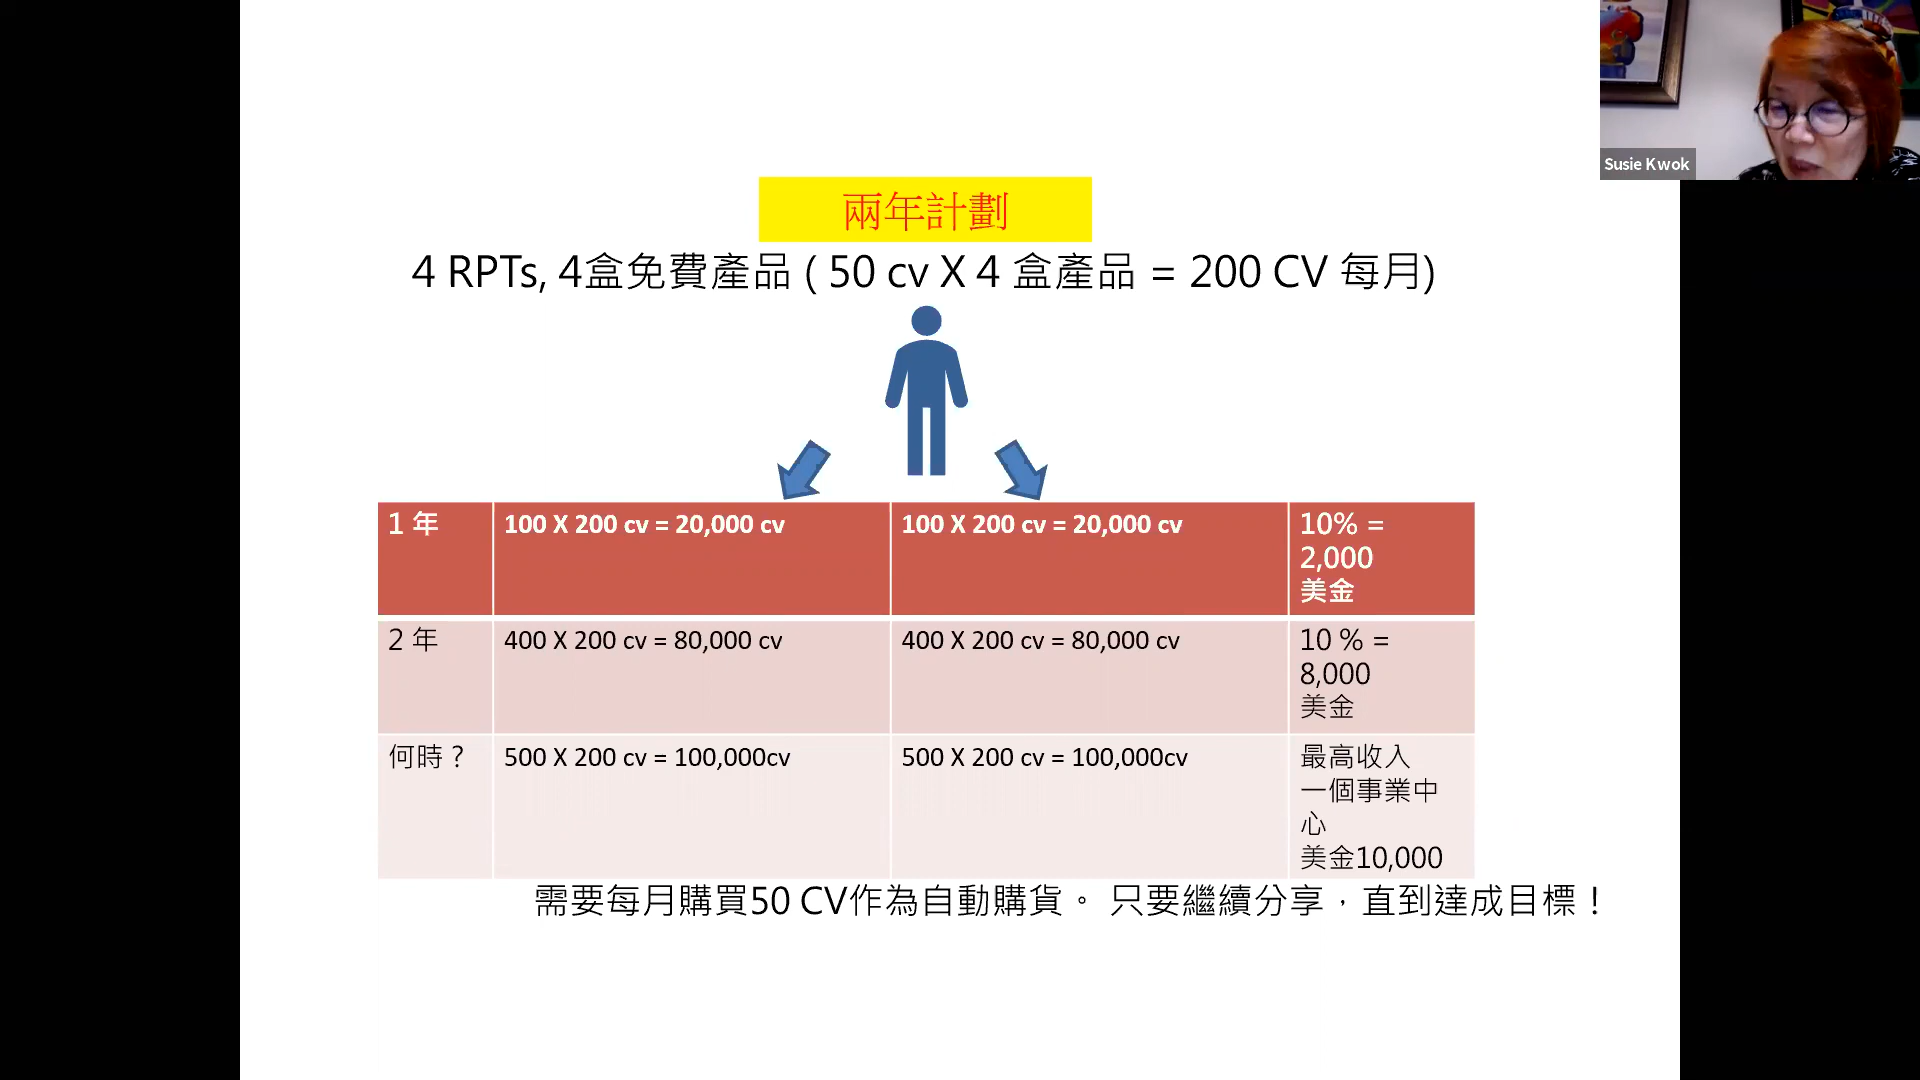 Susie Kwok
兩年計劃
4 RPTs, 4盒免費產品 ( 50 cv X 4 盒產品 = 200 CV 每月)
1 年
100 X 200 cv = 20,000 cv
100 X 200 cv = 20,000 cv
10% =
2,000
美金
2 年
400 X 200 cv = 80,000 cv
400 X 200 cv = 80,000 cv
10 % =
8,000
美金
何時？
500 X 200 cv = 100,000cv
500 X 200 cv = 100,000cv
最高收入
一個事業中
心
美金10,000
需要每月購買50 CV作為自動購貨。 只要繼續分享，直到達成目標！